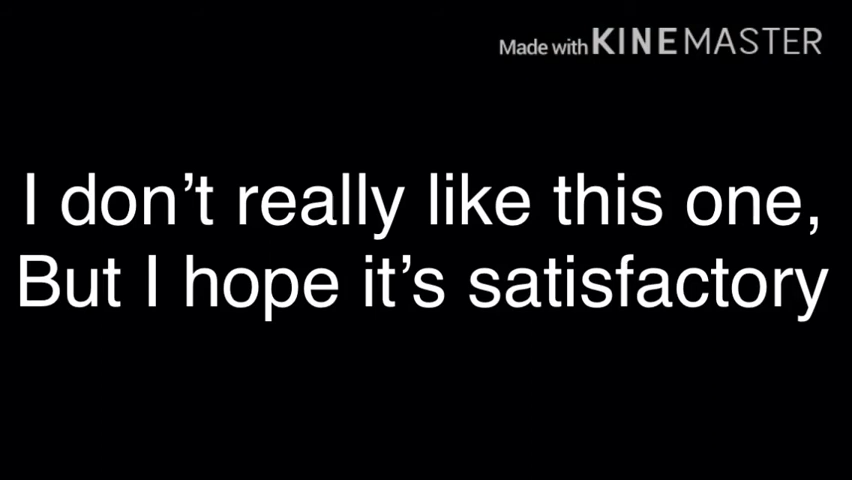 Made with KINEMASTER
I don’t really like this one,
But I hope it’s satisfactory